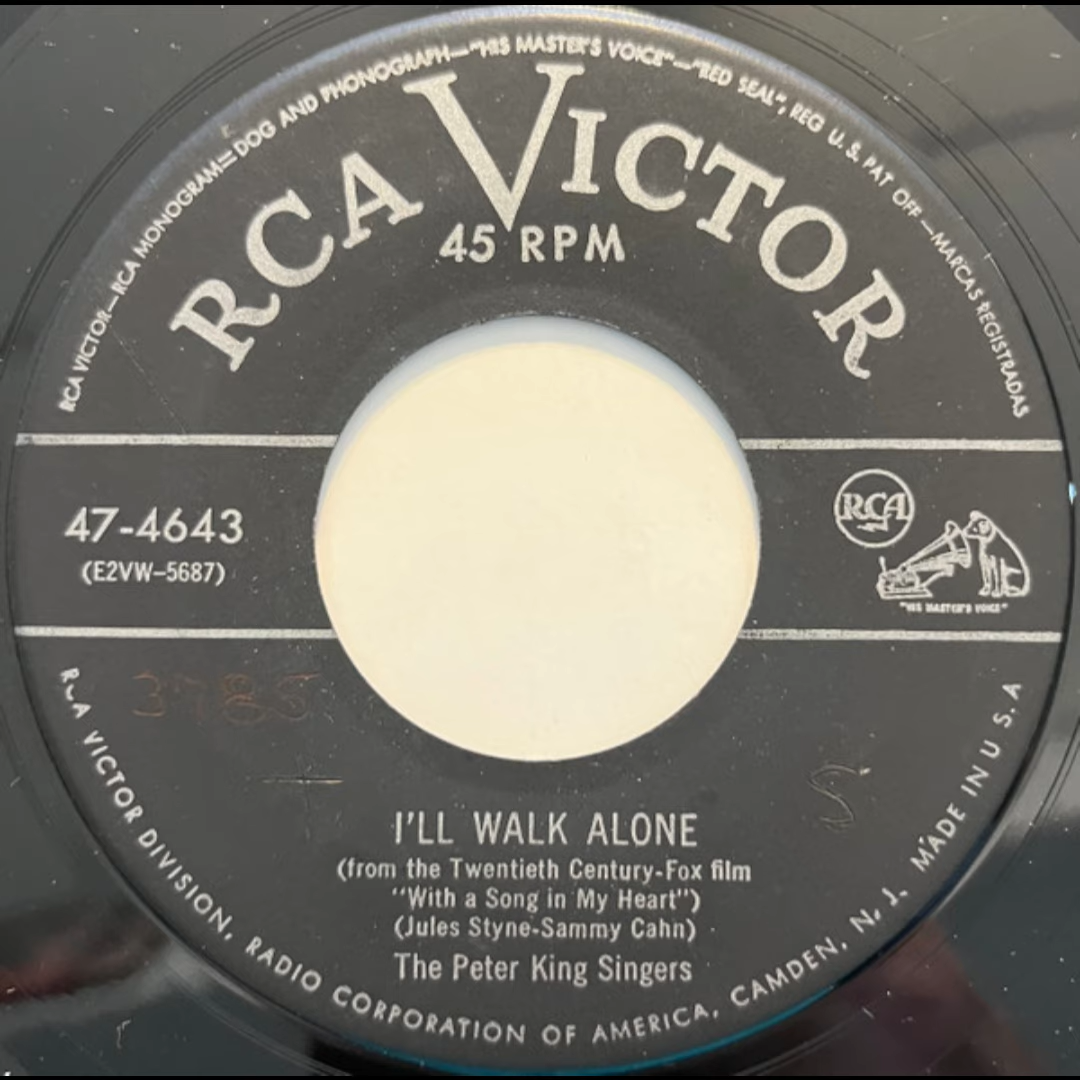 RCA VICTOR—RCA MONOGRAM—DOG AND PHONOGRAPH—"HIS MASTER'S VOICE"—"RED SEAL", REG U. S. PAT OFF —MARCAS REGISTRADAS
RCA VICTOR
45 RPM
47-4643
(E2VW-5687)
RCA
"HIS MASTER'S VOICE"
3785
S
I'LL WALK ALONE
(from the Twentieth Century-Fox film
"With a Song in My Heart")
(Jules Styne-Sammy Cahn)
The Peter King Singers
RCA VICTOR DIVISION, RADIO CORPORATION OF AMERICA, CAMDEN, N. J. MADE IN U S. A